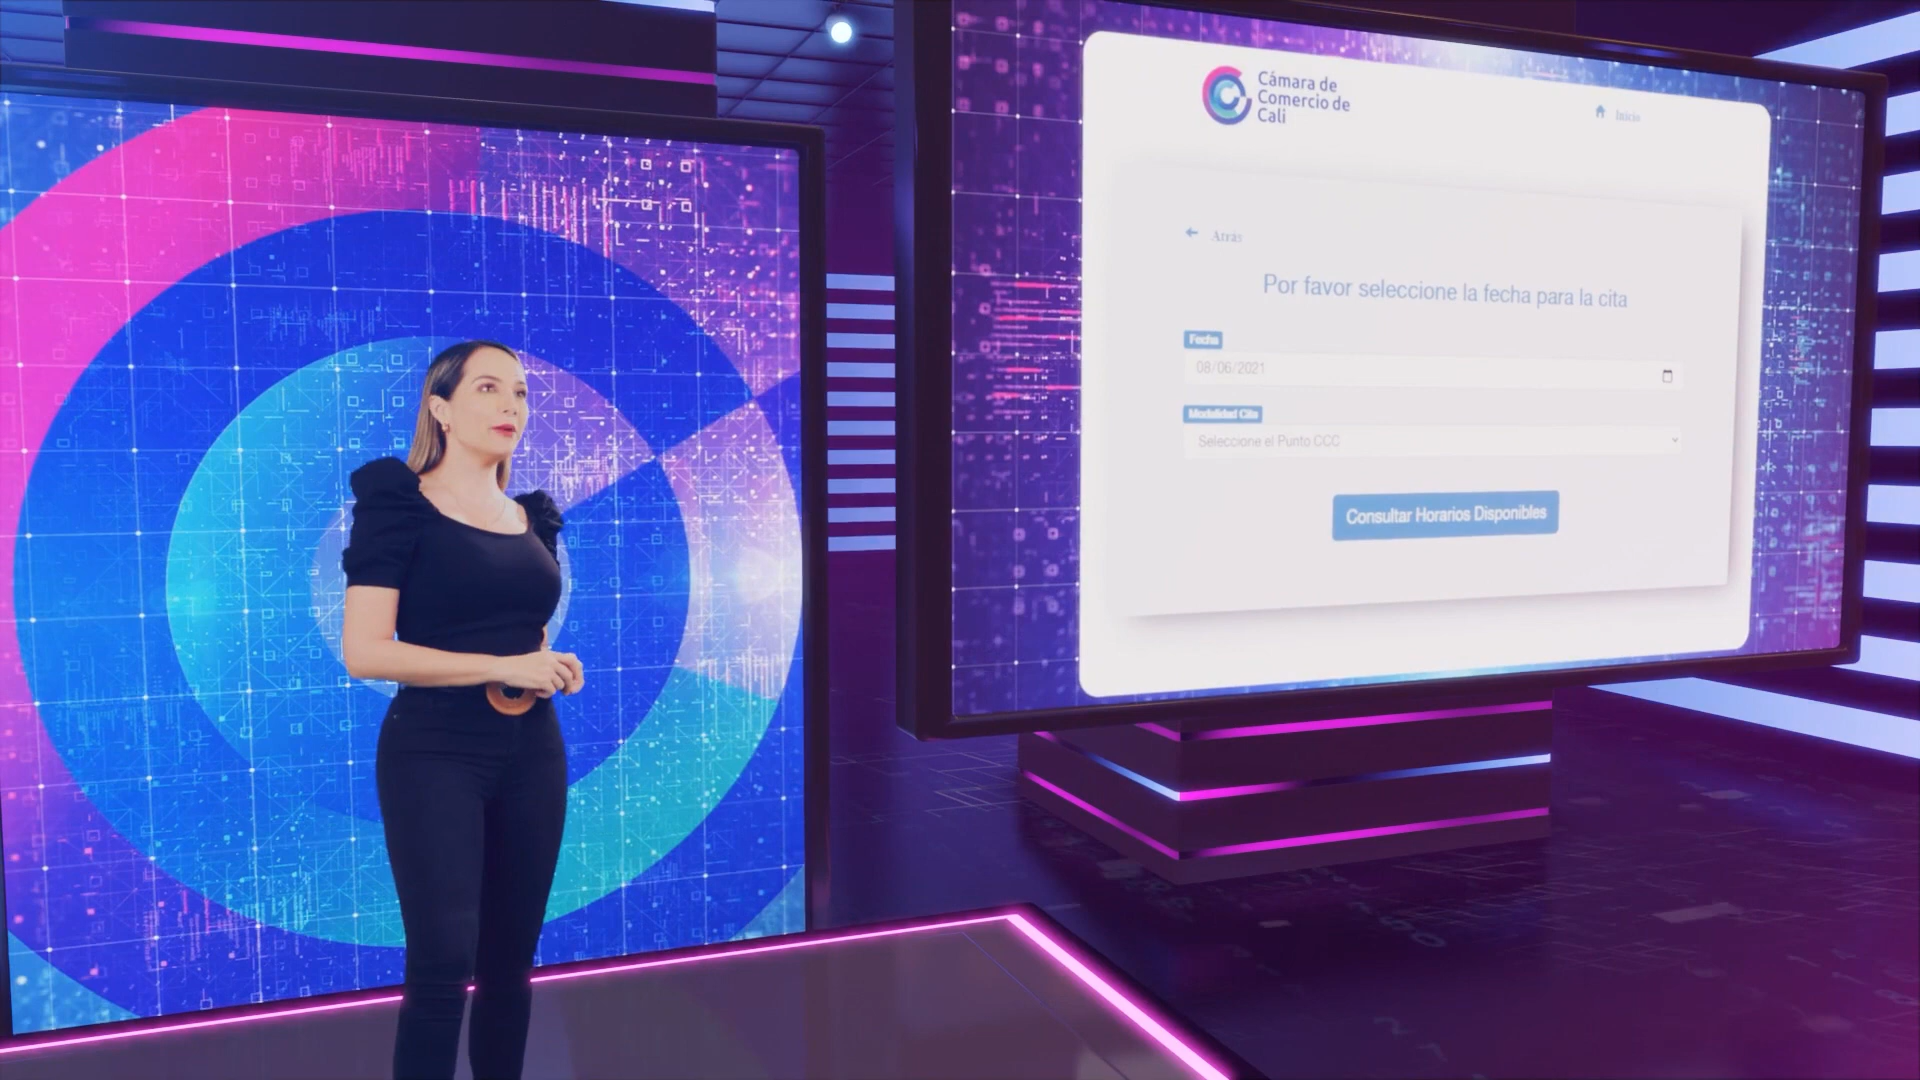 Cámara de
Comercio de
Cali
Inicio
Atrás
Por favor seleccione la fecha para la cita
Fecha
08/06/2021
Modalidad Cita
Seleccione el Punto CCC
Consultar Horarios Disponibles